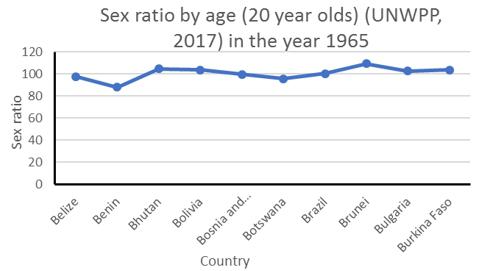 Sex ratio by age (20 year olds) (UNWPP,
2017) in the year 1965
120
100
80
60
40
20
0
Sex ratio
Belize
Benin
Bhutan
Bolivia
Bosnia and...
Botswana
Brazil
Brunei
Bulgaria
Burkina Faso
Country